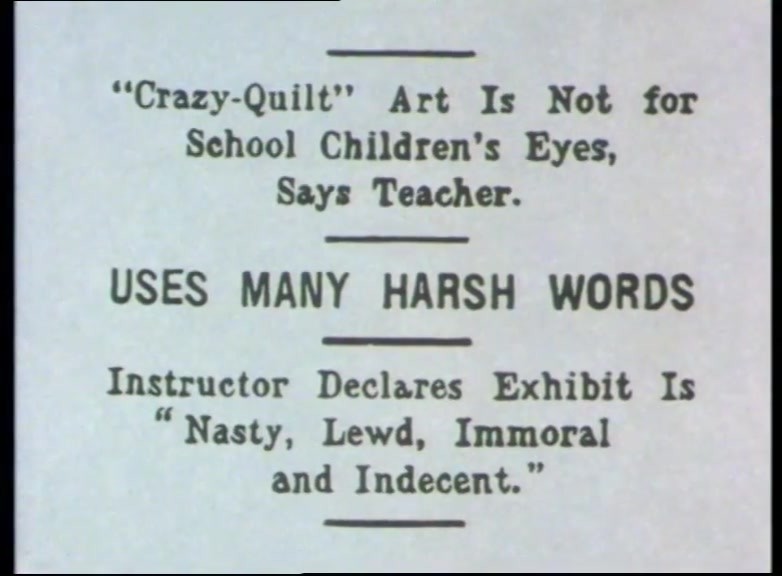 “Crazy-Quilt” Art Is Not for
School Children's Eyes,
Says Teacher.
USES MANY HARSH WORDS
Instructor Declares Exhibit Is
“Nasty, Lewd, Immoral
and Indecent.”